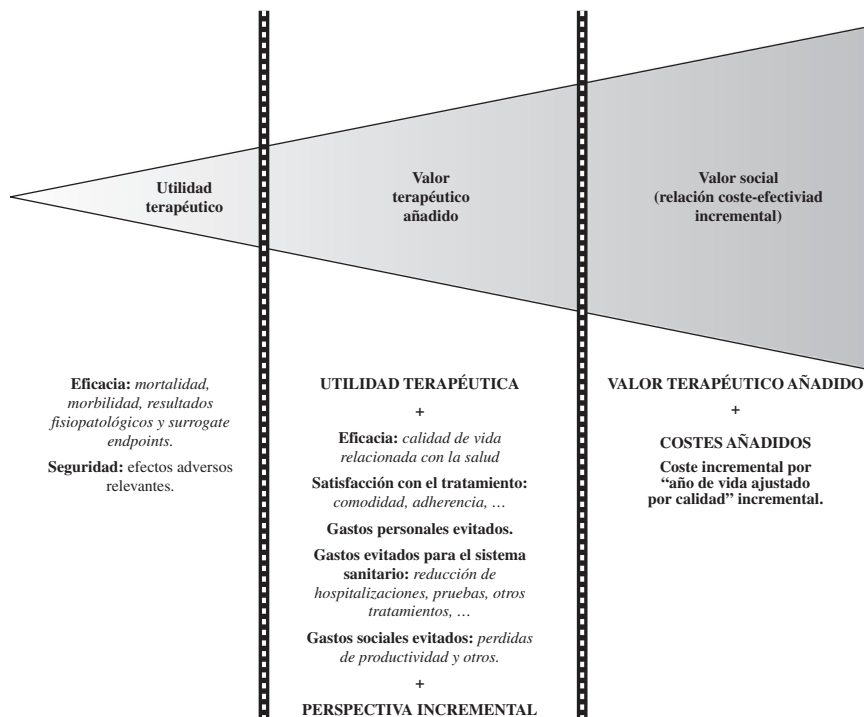 Utilidad
terapéutico
Valor
terapéutico
añadido
Valor social
(relación coste-efectiviad
incremental)
Eficacia: mortalidad,
morbilidad, resultados
fisiopatológicos y surrogate
endpoints.
Seguridad: efectos adversos
relevantes.
UTILIDAD TERAPÉUTICA
+
Eficacia: calidad de vida
relacionada con la salud
Satisfacción con el tratamiento:
comodidad, adherencia, …
Gastos personales evitados.
Gastos evitados para el sistema
sanitario: reducción de
hospitalizaciones, pruebas, otros
tratamientos, …
Gastos sociales evitados: perdidas
de productividad y otros.
+
PERSPECTIVA INCREMENTAL
VALOR TERAPÉUTICO AÑADIDO
+
COSTES AÑADIDOS
Coste incremental por
“año de vida ajustado
por calidad” incremental.